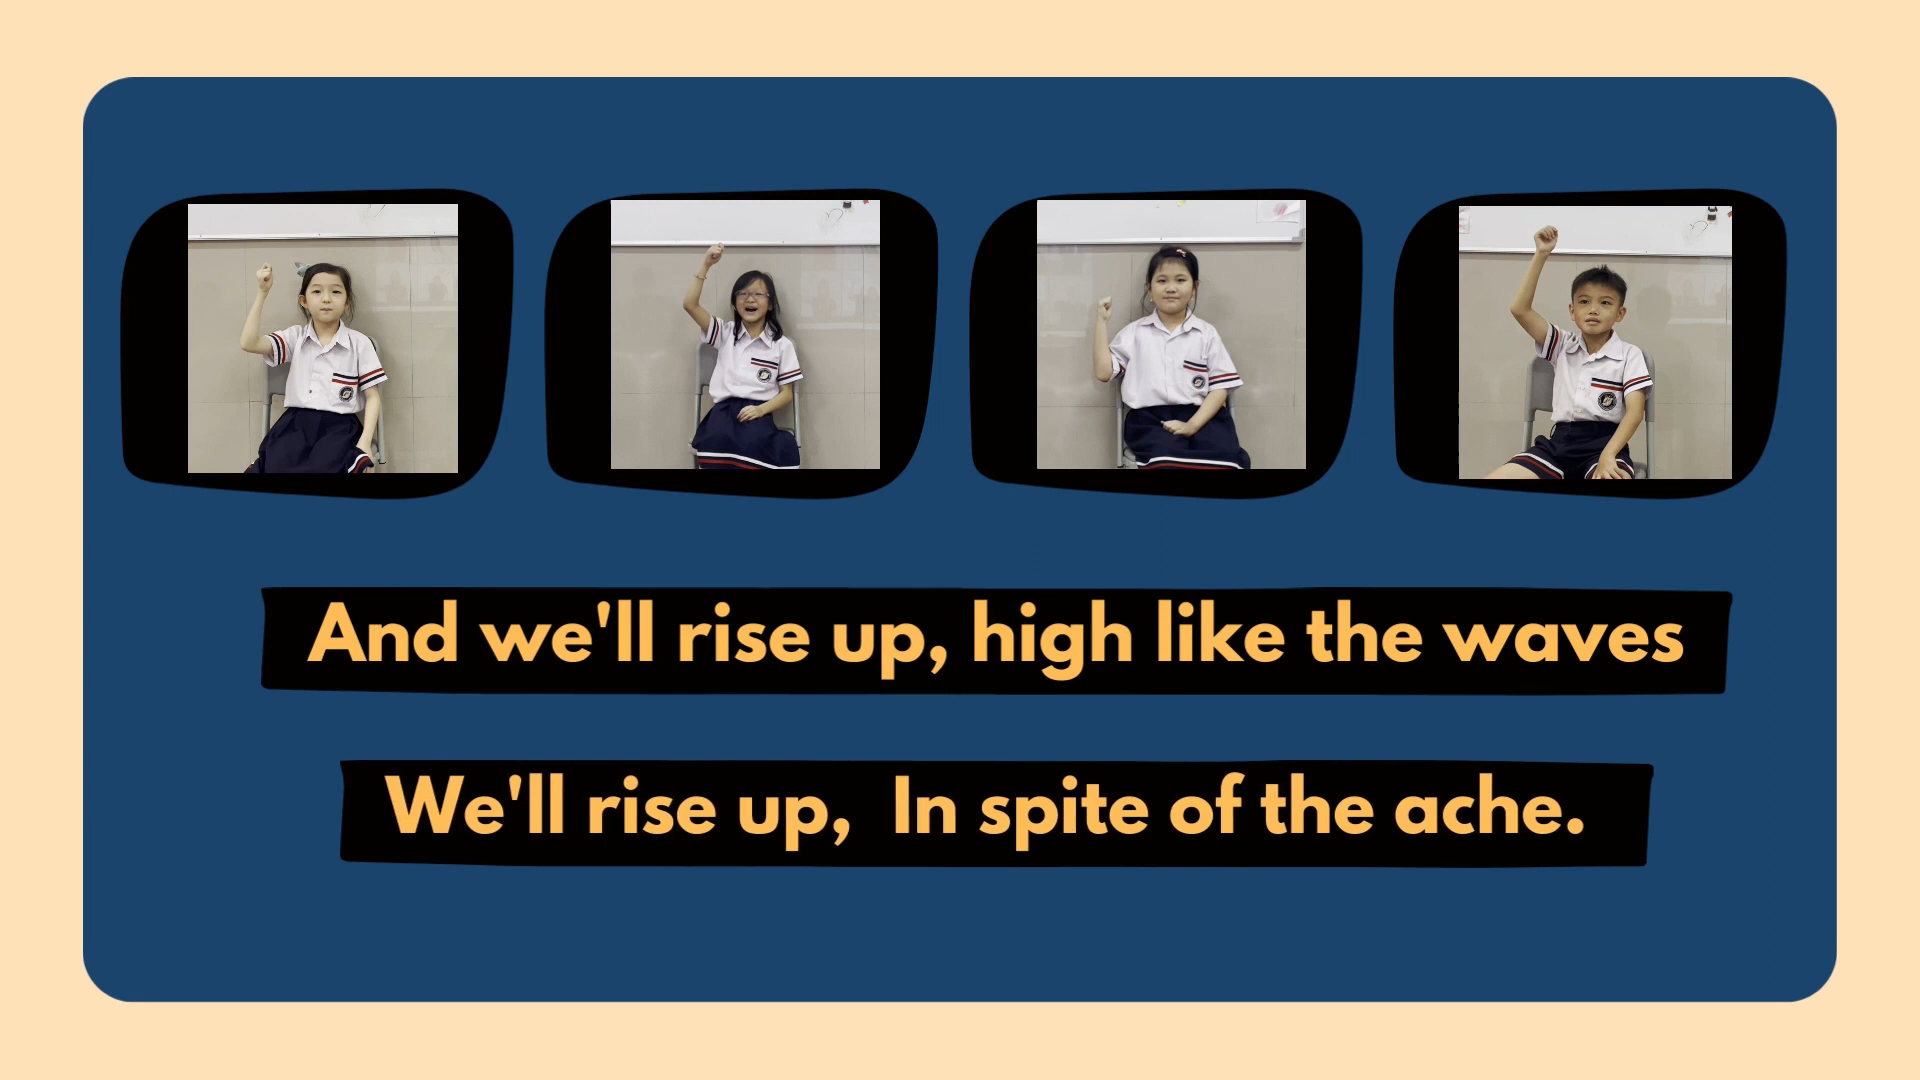 And we'll rise up, high like the waves
We'll rise up, In spite of the ache.